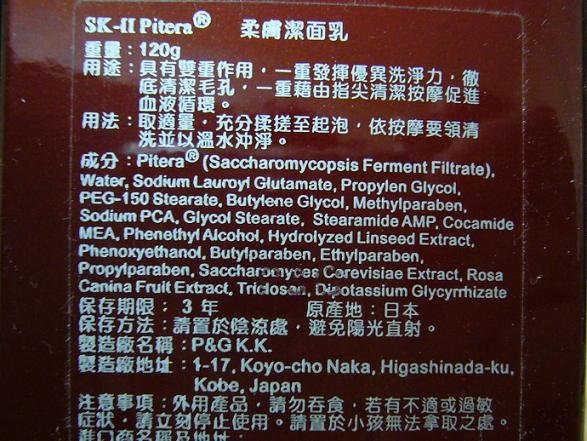 SK-II Pitera® 柔膚潔面乳
重量：120g
用途：具有雙重作用，一重發揮優異洗淨力，徹
底清潔毛孔，一重藉由指尖清潔按摩促進
血液循環。
用法：取適量，充分揉搓至起泡，依按摩要領清
洗並以溫水沖淨。
成分：Pitera® (Saccharomycopsis Ferment Filtrate),
Water, Sodium Lauroyl Glutamate, Propylen Glycol,
PEG-150 Stearate, Butylene Glycol, Methylparaben,
Sodium PCA, Glycol Stearate, Stearamide AMP, Cocamide
MEA, Phenethyl Alcohol, Hydrolyzed Linseed Extract,
Phenoxyethanol, Butylparaben, Ethylparaben,
Propylparaben, Saccharomyces Cerevisiae Extract, Rosa
Canina Fruit Extract, Triclosan, Dipotassium Glycyrrhizate
保存期限：3 年 原產地：日本
保存方法：請置於陰涼處，避免陽光直射。
製造廠名稱：P&G K.K.
製造廠地址：1-17, Koyo-cho Naka, Higashinada-ku,
Kobe, Japan
注意事項：外用產品，請勿吞食，若有不適或過敏
症狀，請立刻停止使用。請置於小孩無法拿取之處。
進口商名稱及地址：